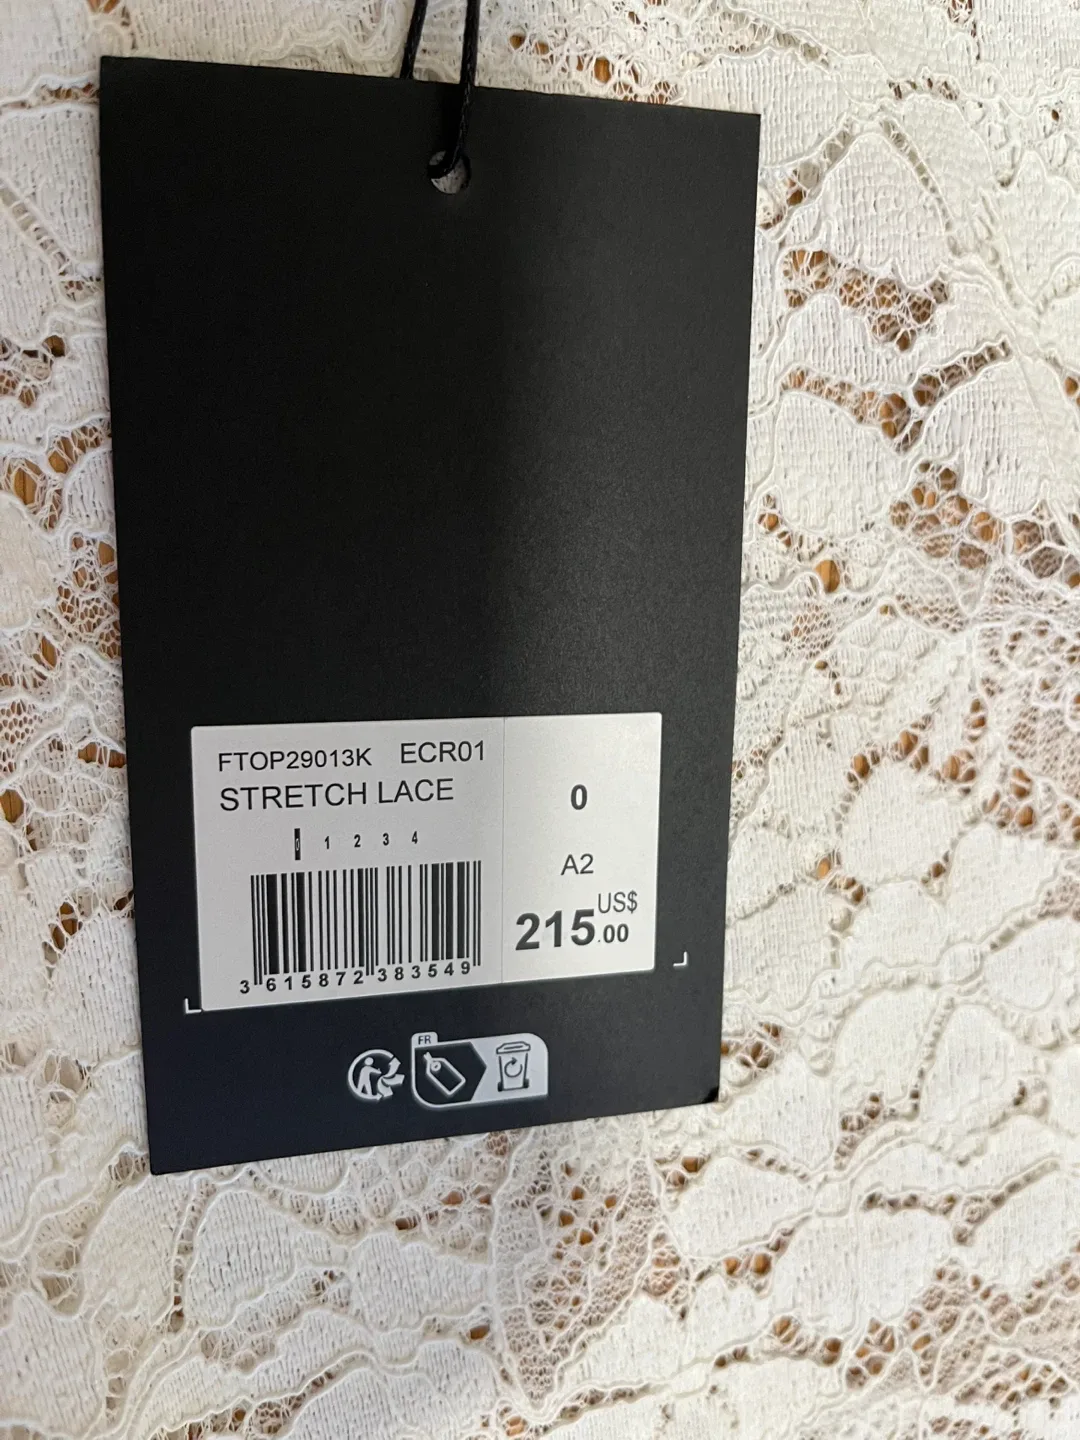 FTOP29013K ECR01
STRETCH LACE
0 1 2 3 4
3 615872 383549
0
A2
215.00 US$
FR